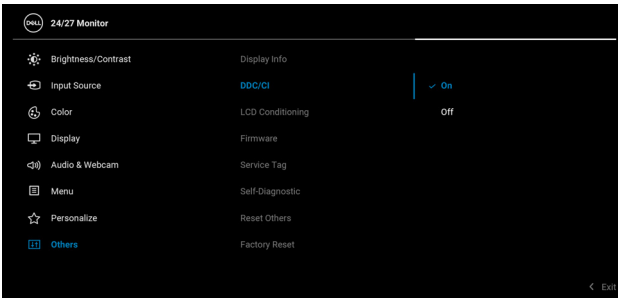 DELL 24/27 Monitor
Brightness/Contrast
Input Source
Color
Display
Audio & Webcam
Menu
Personalize
Others
Display Info
DDC/CI
LCD Conditioning
Firmware
Service Tag
Self-Diagnostic
Reset Others
Factory Reset
On
Off
Exit